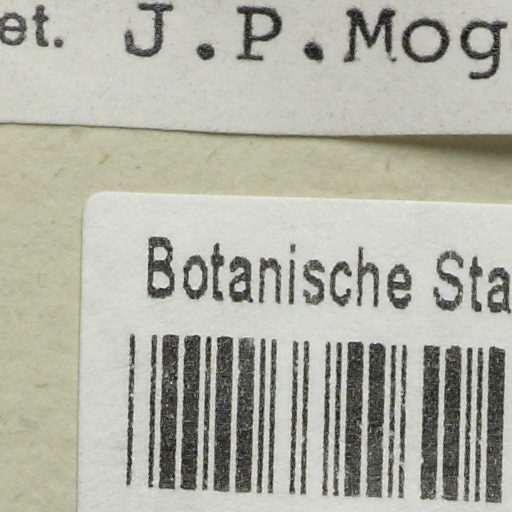 et. J.P.Mog
Botanische Sta